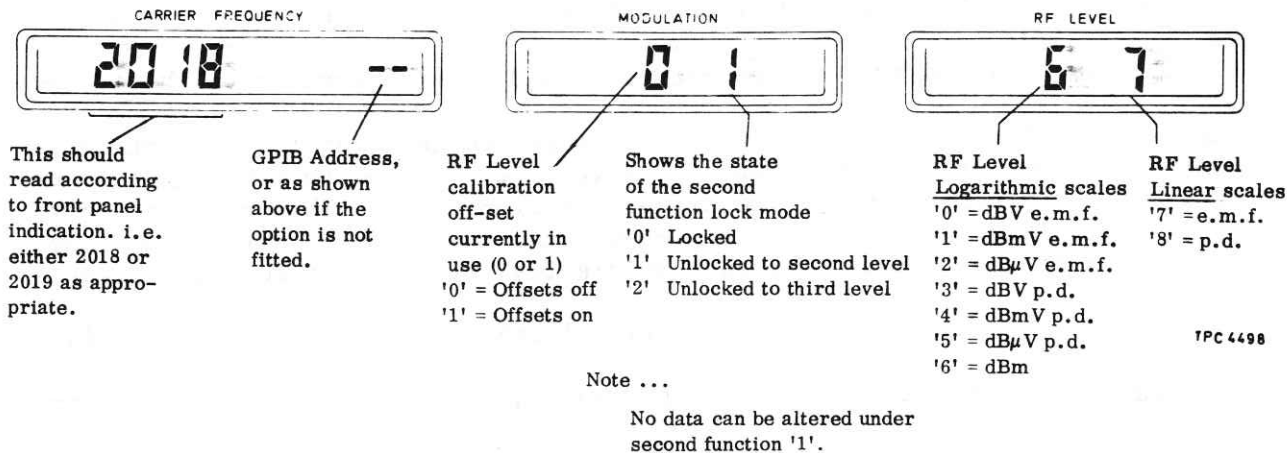 CARRIER FREQUENCY
MODULATION
RF LEVEL
2018 --
0 1
6 7
This should
read according
to front panel
indication. i.e.
either 2018 or
2019 as appro-
priate.
GPIB Address,
or as shown
above if the
option is not
fitted.
RF Level
calibration
off-set
currently in
use (0 or 1)
'0' = Offsets off
'1' = Offsets on
Shows the state
of the second
function lock mode
'0' Locked
'1' Unlocked to second level
'2' Unlocked to third level
RF Level
Logarithmic scales
'0' = dBV e.m.f.
'1' = dBmV e.m.f.
'2' = dBμV e.m.f.
'3' = dBV p.d.
'4' = dBmV p.d.
'5' = dBμV p.d.
'6' = dBm
RF Level
Linear scales
'7' = e.m.f.
'8' = p.d.
TPC 4498
Note ...
No data can be altered under
second function '1'.